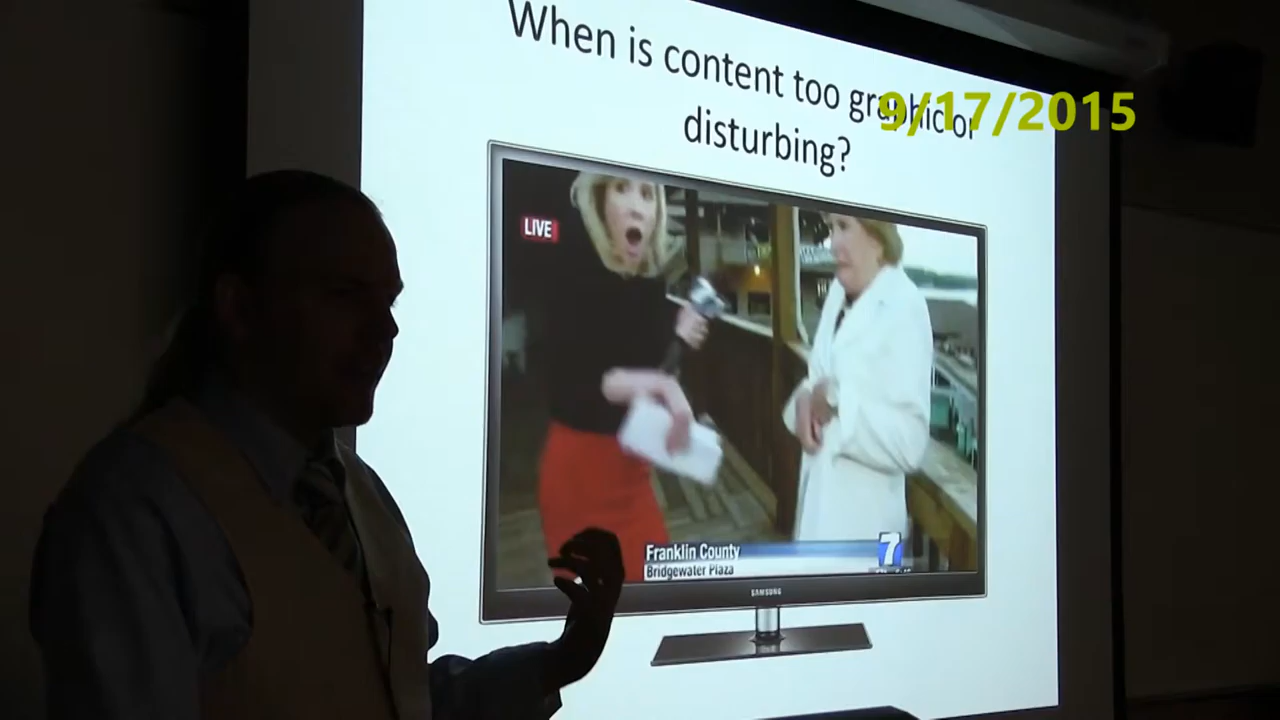 When is content too graphic or
disturbing?
9/17/2015
LIVE
Franklin County
Bridgewater Plaza
7
SAMSUNG